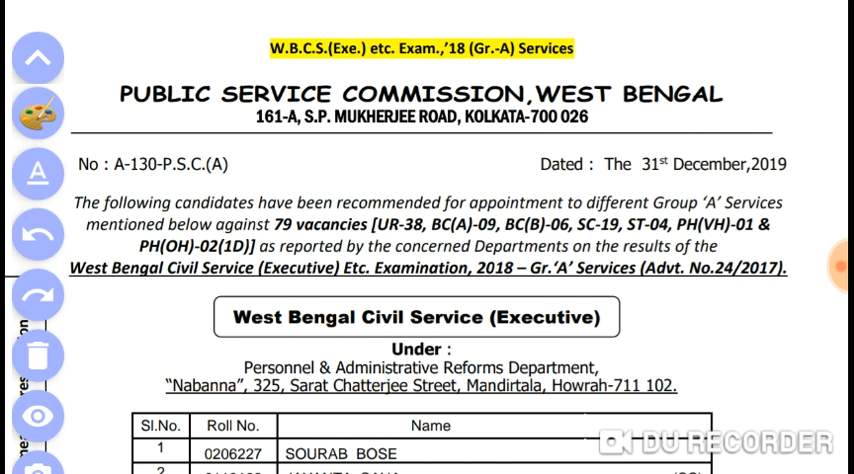 W.B.C.S.(Exe.) etc. Exam.,'18 (Gr.-A) Services
PUBLIC SERVICE COMMISSION,WEST BENGAL
161-A, S.P. MUKHERJEE ROAD, KOLKATA-700 026
No : A-130-P.S.C.(A) Dated : The 31st December,2019
The following candidates have been recommended for appointment to different Group 'A' Services
mentioned below against 79 vacancies [UR-38, BC(A)-09, BC(B)-06, SC-19, ST-04, PH(VH)-01 &
PH(OH)-02(1D)] as reported by the concerned Departments on the results of the
West Bengal Civil Service (Executive) Etc. Examination, 2018 – Gr.'A' Services (Advt. No.24/2017).
West Bengal Civil Service (Executive)
Under :
Personnel & Administrative Reforms Department,
"Nabanna", 325, Sarat Chatterjee Street, Mandirtala, Howrah-711 102.
Sl.No. Roll No. Name
1 0206227 SOURAB BOSE
2
DU RECORDER
A